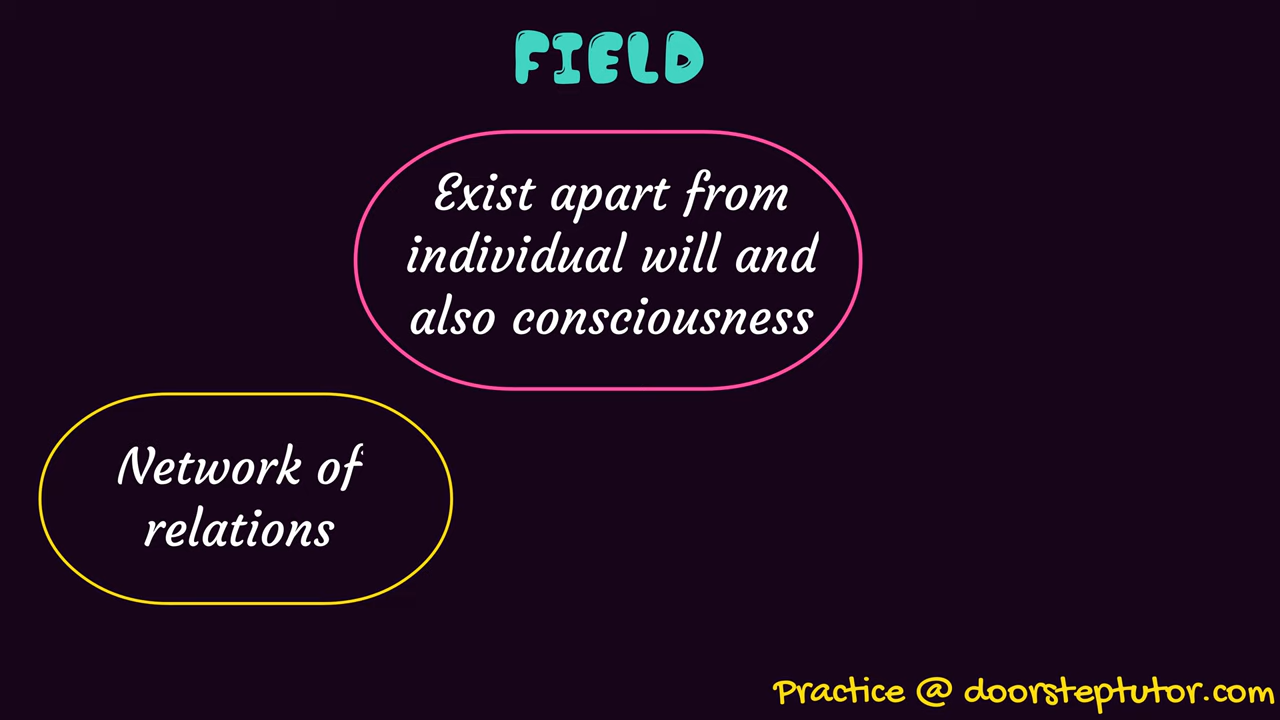 FIELD
Exist apart from
individual will and
also consciousness
Network of
relations
Practice @ doorsteptutor.com